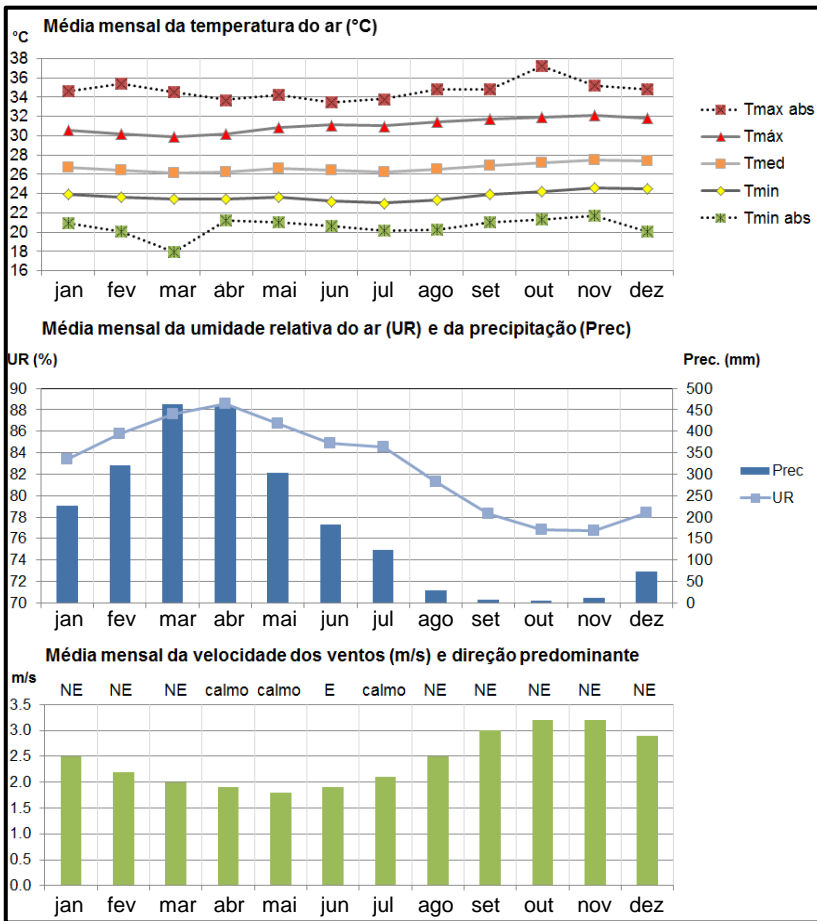 Média mensal da temperatura do ar (°C)
°C
38
36
34
32
30
28
26
24
22
20
18
16
jan fev mar abr mai jun jul ago set out nov dez
Tmax abs
Tmáx
Tmed
Tmin
Tmin abs
Média mensal da umidade relativa do ar (UR) e da precipitação (Prec)
UR (%) Prec. (mm)
90 500
88 450
86 400
84 350
82 300
80 250
78 200
76 150
74 100
72 50
70 0
jan fev mar abr mai jun jul ago set out nov dez
Prec
UR
Média mensal da velocidade dos ventos (m/s) e direção predominante
m/s
NE NE NE calmo calmo E calmo NE NE NE NE NE
3.5
3.0
2.5
2.0
1.5
1.0
0.5
0.0
jan fev mar abr mai jun jul ago set out nov dez